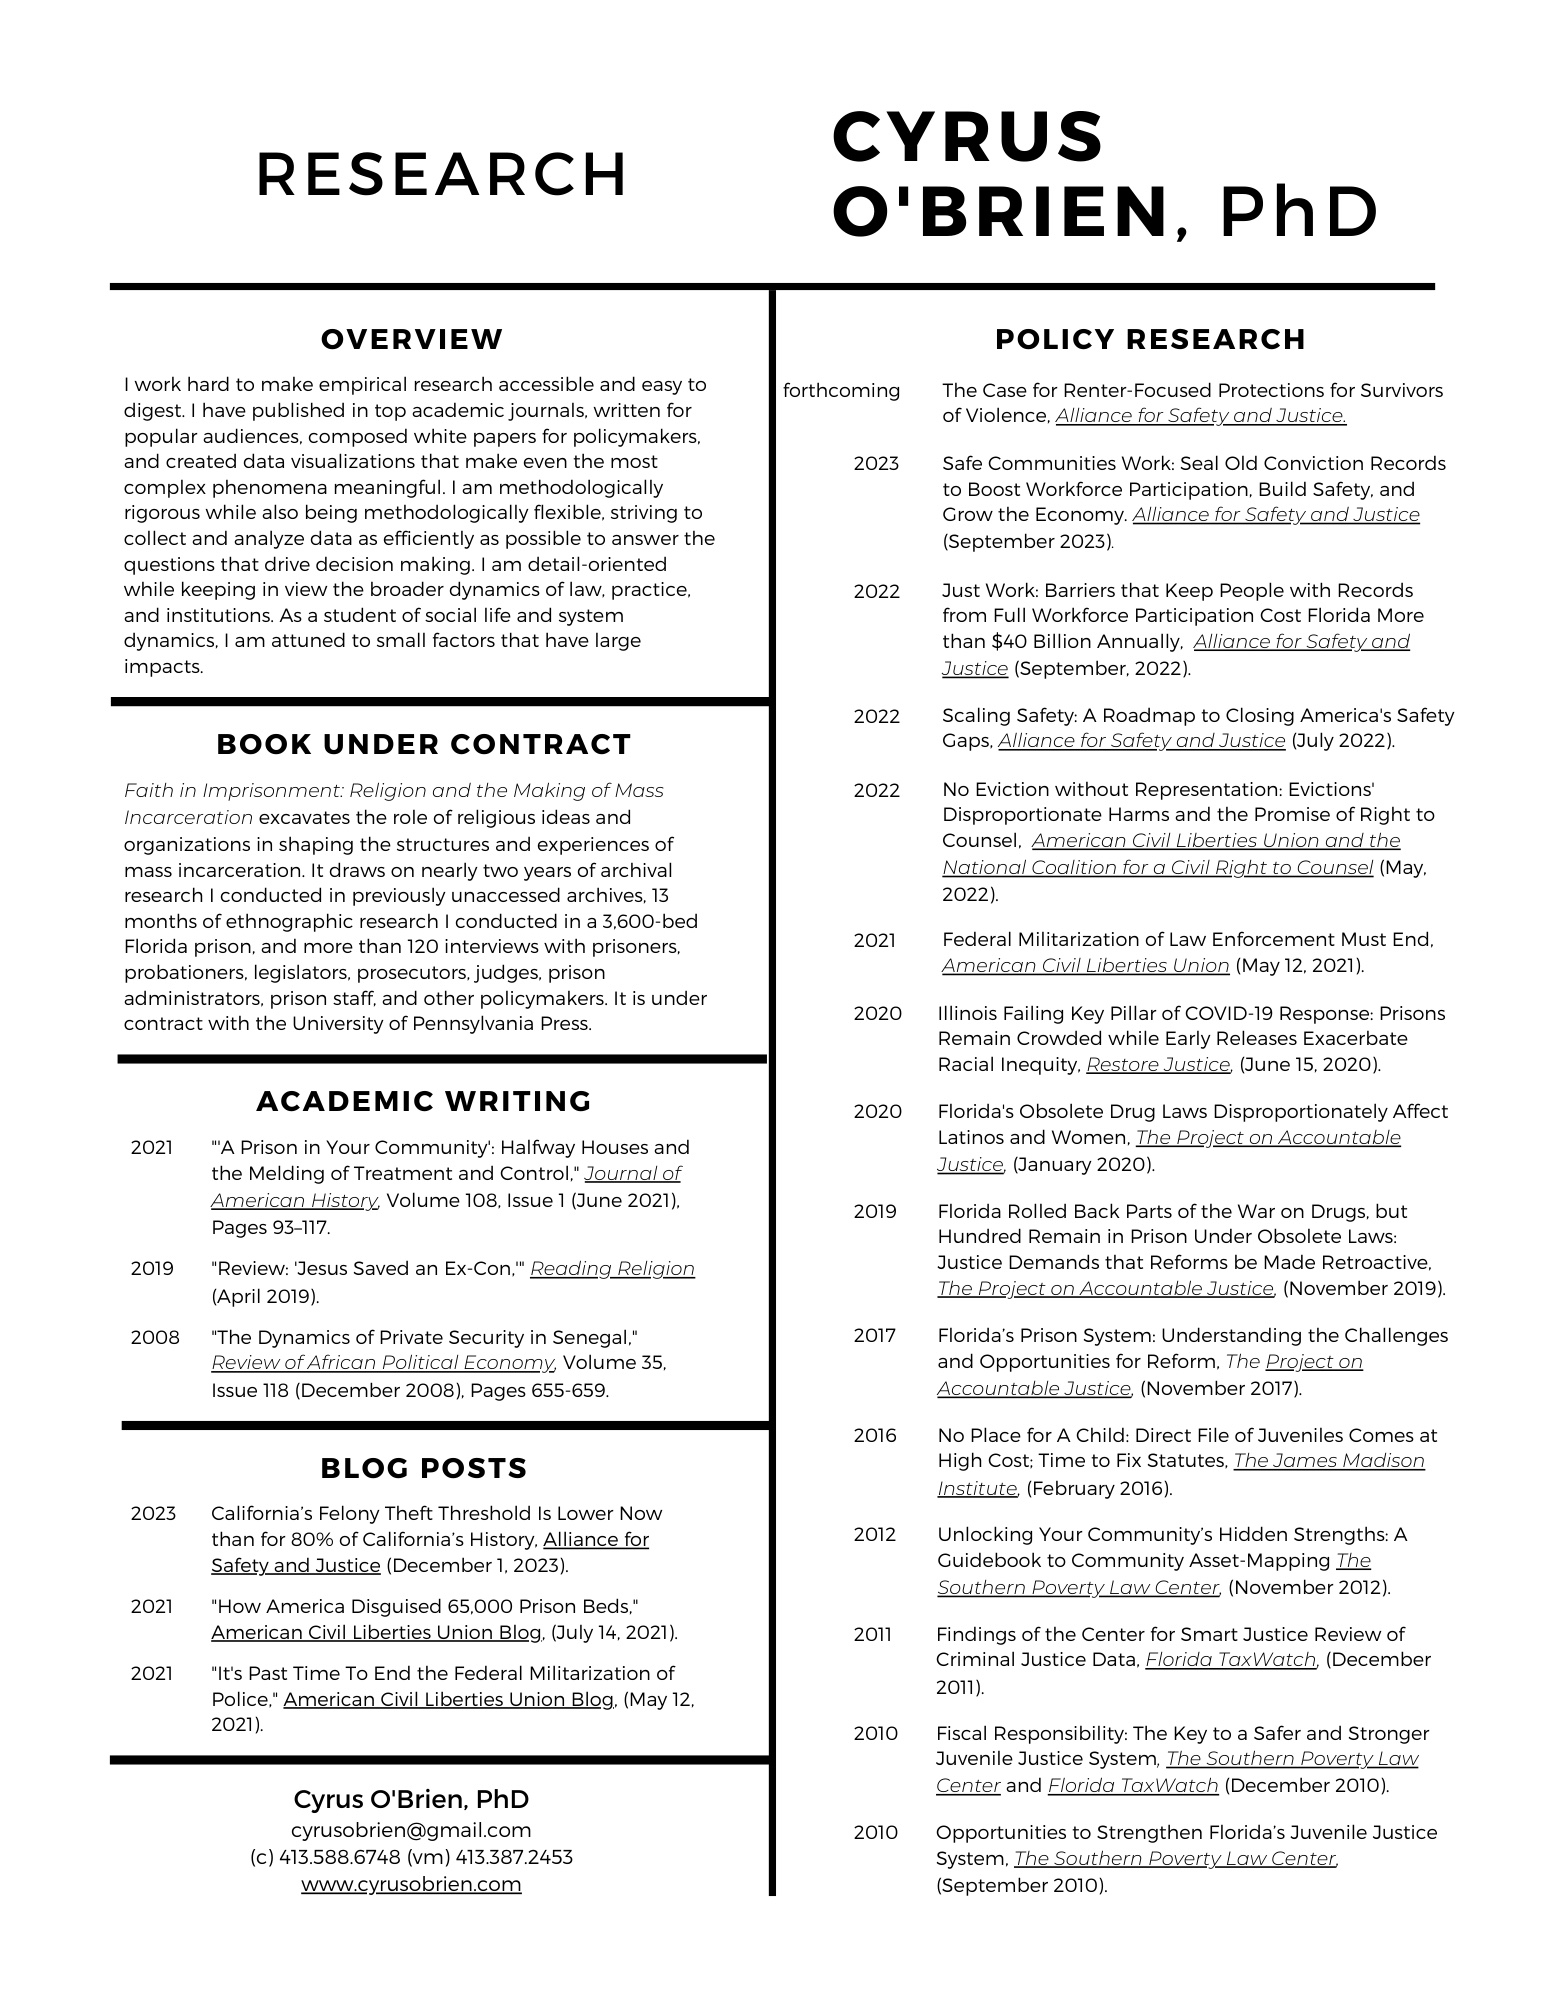 RESEARCH
CYRUS
O'BRIEN, PhD
OVERVIEW
I work hard to make empirical research accessible and easy to
digest. I have published in top academic journals, written for
popular audiences, composed white papers for policymakers,
and created data visualizations that make even the most
complex phenomena meaningful. I am methodologically
rigorous while also being methodologically flexible, striving to
collect and analyze data as efficiently as possible to answer the
questions that drive decision making. I am detail-oriented
while keeping in view the broader dynamics of law, practice,
and institutions. As a student of social life and system
dynamics, I am attuned to small factors that have large
impacts.
BOOK UNDER CONTRACT
Faith in Imprisonment: Religion and the Making of Mass
Incarceration excavates the role of religious ideas and
organizations in shaping the structures and experiences of
mass incarceration. It draws on nearly two years of archival
research I conducted in previously unaccessed archives, 13
months of ethnographic research I conducted in a 3,600-bed
Florida prison, and more than 120 interviews with prisoners,
probationers, legislators, prosecutors, judges, prison
administrators, prison staff, and other policymakers. It is under
contract with the University of Pennsylvania Press.
ACADEMIC WRITING
2021 "'A Prison in Your Community': Halfway Houses and
the Melding of Treatment and Control," Journal of
American History, Volume 108, Issue 1 (June 2021),
Pages 93–117.
2019 "Review: 'Jesus Saved an Ex-Con,'" Reading Religion
(April 2019).
2008 "The Dynamics of Private Security in Senegal,"
Review of African Political Economy, Volume 35,
Issue 118 (December 2008), Pages 655-659.
BLOG POSTS
2023 California’s Felony Theft Threshold Is Lower Now
than for 80% of California’s History, Alliance for
Safety and Justice (December 1, 2023).
2021 "How America Disguised 65,000 Prison Beds,"
American Civil Liberties Union Blog, (July 14, 2021).
2021 "It's Past Time To End the Federal Militarization of
Police," American Civil Liberties Union Blog, (May 12,
2021).
Cyrus O'Brien, PhD
cyrusobrien@gmail.com
(c) 413.588.6748 (vm) 413.387.2453
www.cyrusobrien.com
POLICY RESEARCH
forthcoming The Case for Renter-Focused Protections for Survivors
of Violence, Alliance for Safety and Justice.
2023 Safe Communities Work: Seal Old Conviction Records
to Boost Workforce Participation, Build Safety, and
Grow the Economy. Alliance for Safety and Justice
(September 2023).
2022 Just Work: Barriers that Keep People with Records
from Full Workforce Participation Cost Florida More
than $40 Billion Annually, Alliance for Safety and
Justice (September, 2022).
2022 Scaling Safety: A Roadmap to Closing America's Safety
Gaps, Alliance for Safety and Justice (July 2022).
2022 No Eviction without Representation: Evictions'
Disproportionate Harms and the Promise of Right to
Counsel, American Civil Liberties Union and the
National Coalition for a Civil Right to Counsel (May,
2022).
2021 Federal Militarization of Law Enforcement Must End,
American Civil Liberties Union (May 12, 2021).
2020 Illinois Failing Key Pillar of COVID-19 Response: Prisons
Remain Crowded while Early Releases Exacerbate
Racial Inequity, Restore Justice, (June 15, 2020).
2020 Florida's Obsolete Drug Laws Disproportionately Affect
Latinos and Women, The Project on Accountable
Justice, (January 2020).
2019 Florida Rolled Back Parts of the War on Drugs, but
Hundred Remain in Prison Under Obsolete Laws:
Justice Demands that Reforms be Made Retroactive,
The Project on Accountable Justice, (November 2019).
2017 Florida’s Prison System: Understanding the Challenges
and Opportunities for Reform, The Project on
Accountable Justice, (November 2017).
2016 No Place for A Child: Direct File of Juveniles Comes at
High Cost; Time to Fix Statutes, The James Madison
Institute, (February 2016).
2012 Unlocking Your Community’s Hidden Strengths: A
Guidebook to Community Asset-Mapping The
Southern Poverty Law Center, (November 2012).
2011 Findings of the Center for Smart Justice Review of
Criminal Justice Data, Florida TaxWatch, (December
2011).
2010 Fiscal Responsibility: The Key to a Safer and Stronger
Juvenile Justice System, The Southern Poverty Law
Center and Florida TaxWatch (December 2010).
2010 Opportunities to Strengthen Florida’s Juvenile Justice
System, The Southern Poverty Law Center,
(September 2010).